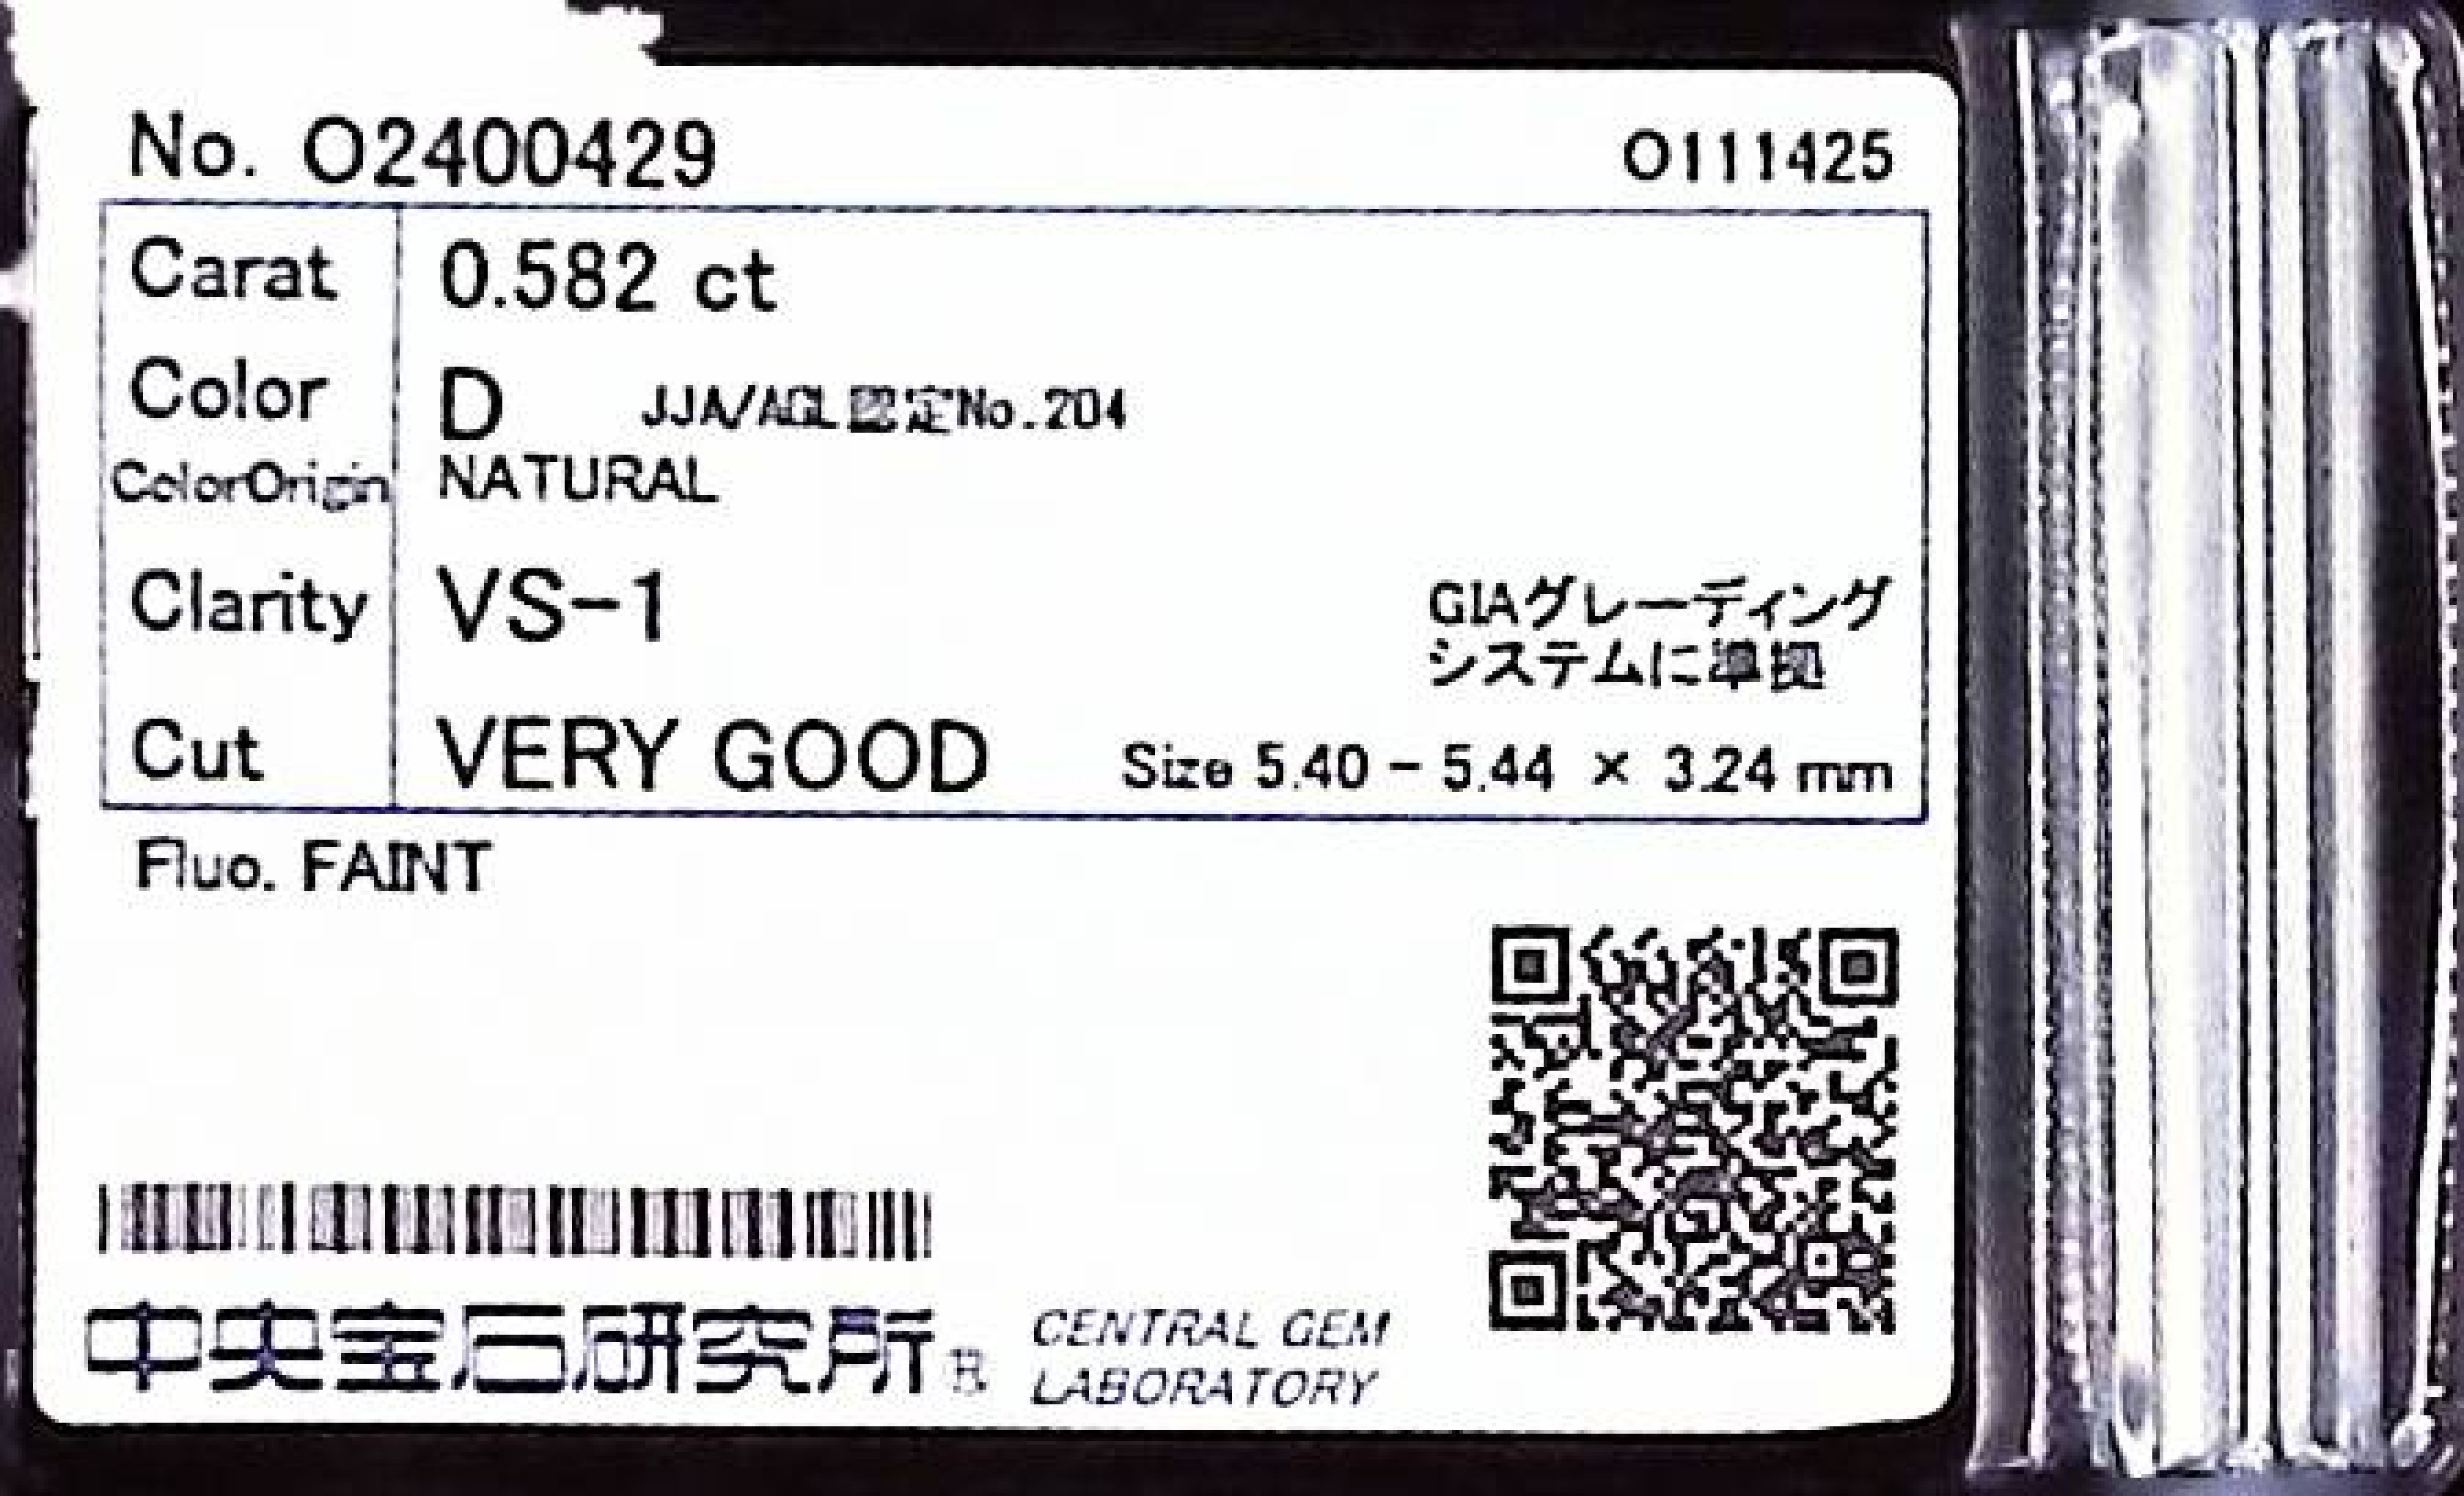 No. O2400429 O111425
Carat 0.582 ct
Color D JJA/AGL認定No.204
ColorOrigin NATURAL
Clarity VS-1 GIAグレーディング
システムに準拠
Cut VERY GOOD Size 5.40 - 5.44 × 3.24 mm
Fluo. FAINT
中央宝石研究所® CENTRAL GEM
LABORATORY